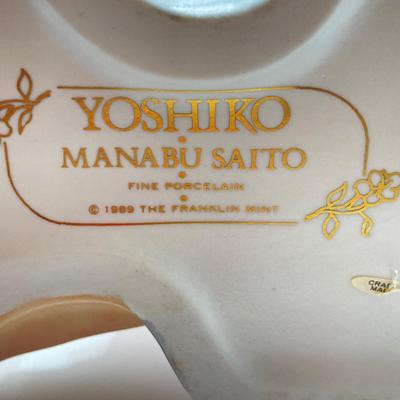 YOSHIKO
MANABU SAITO
FINE PORCELAIN
© 1989 THE FRANKLIN MINT